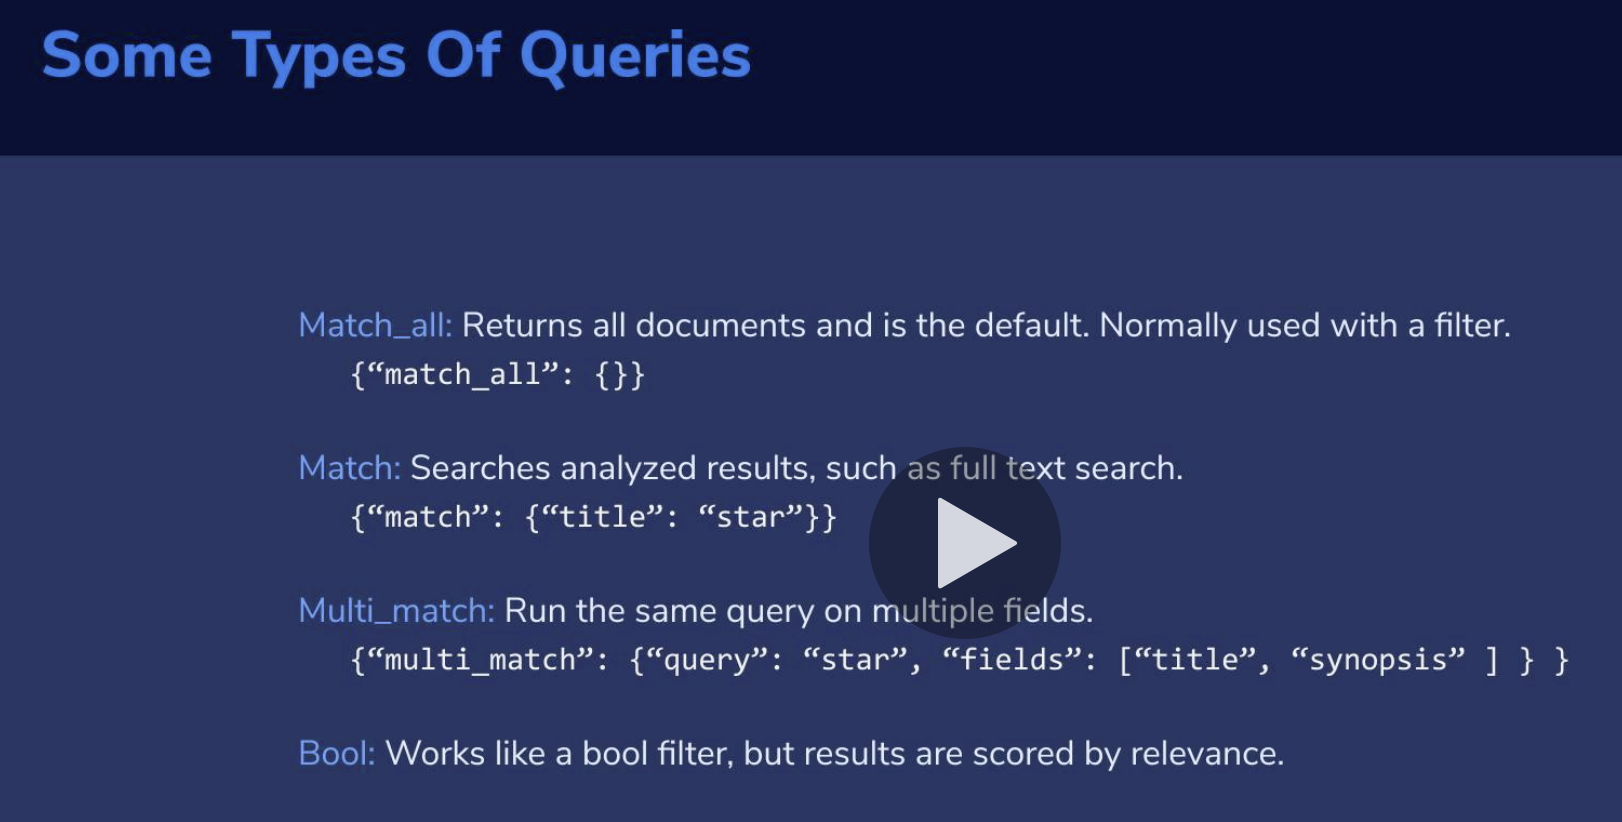 Some Types Of Queries
Match_all: Returns all documents and is the default. Normally used with a filter.
{“match_all”: {}}
Match: Searches analyzed results, such as full text search.
{“match”: {“title”: “star”}}
Multi_match: Run the same query on multiple fields.
{“multi_match”: {“query”: “star”, “fields”: [“title”, “synopsis” ] } }
Bool: Works like a bool filter, but results are scored by relevance.